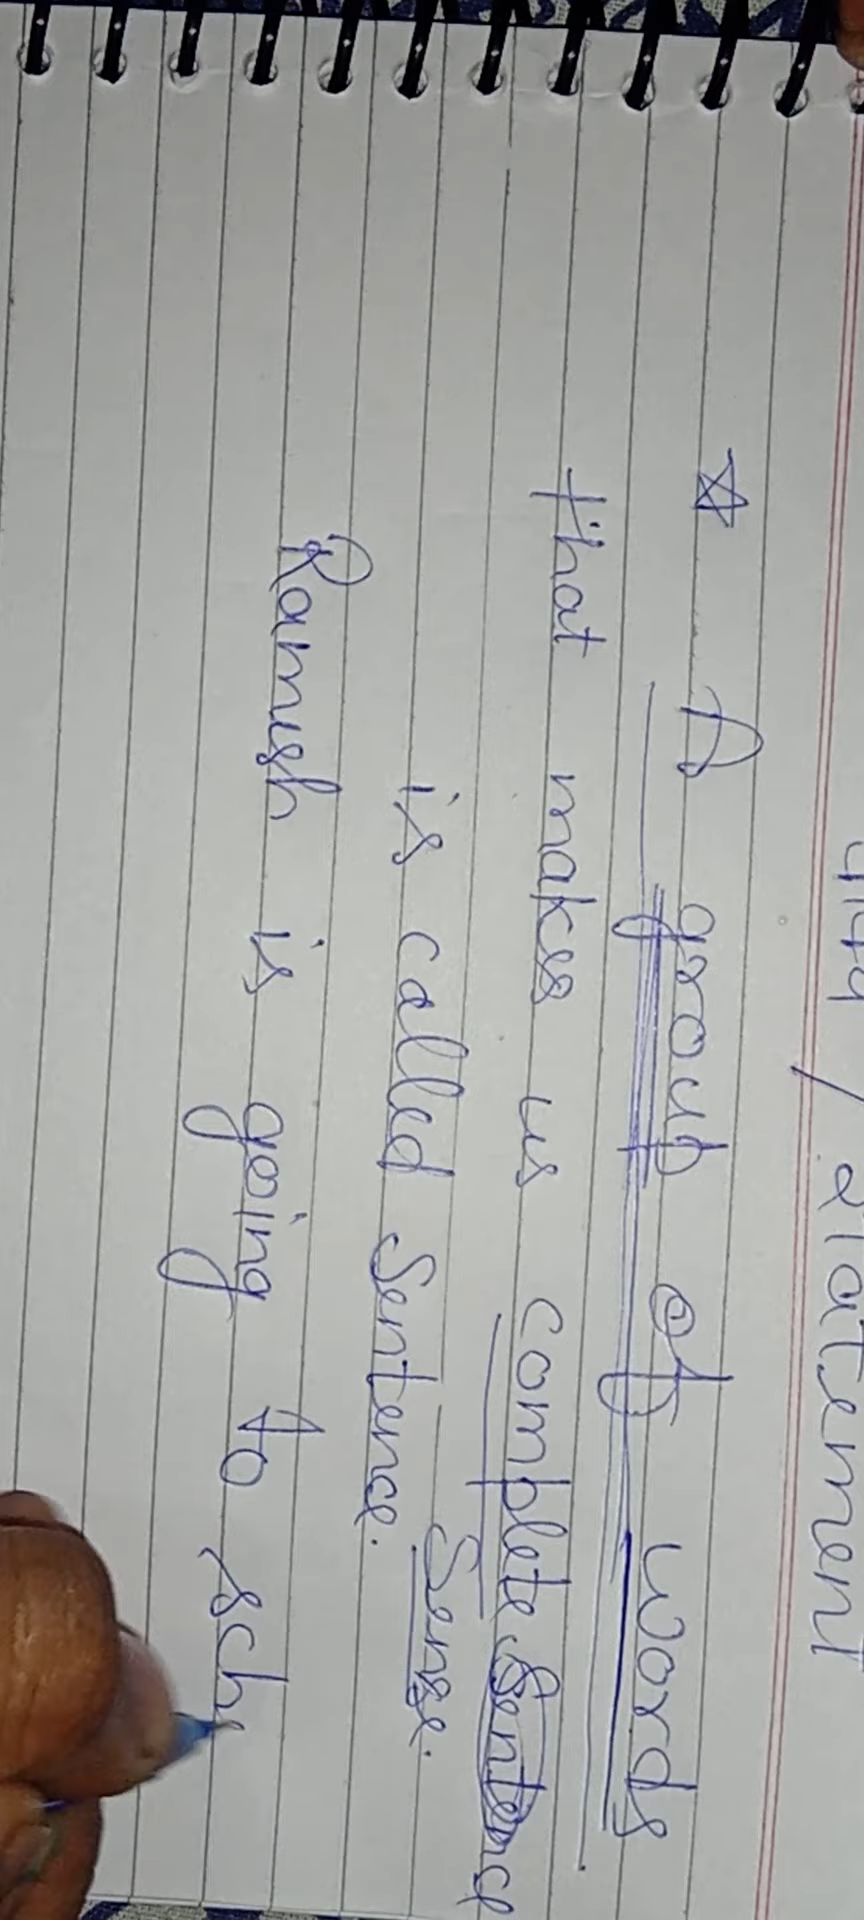 / statement
☆ A group of words
that makes us complete Sentence
Sense.
is called Sentence.
Ramesh is going to sch